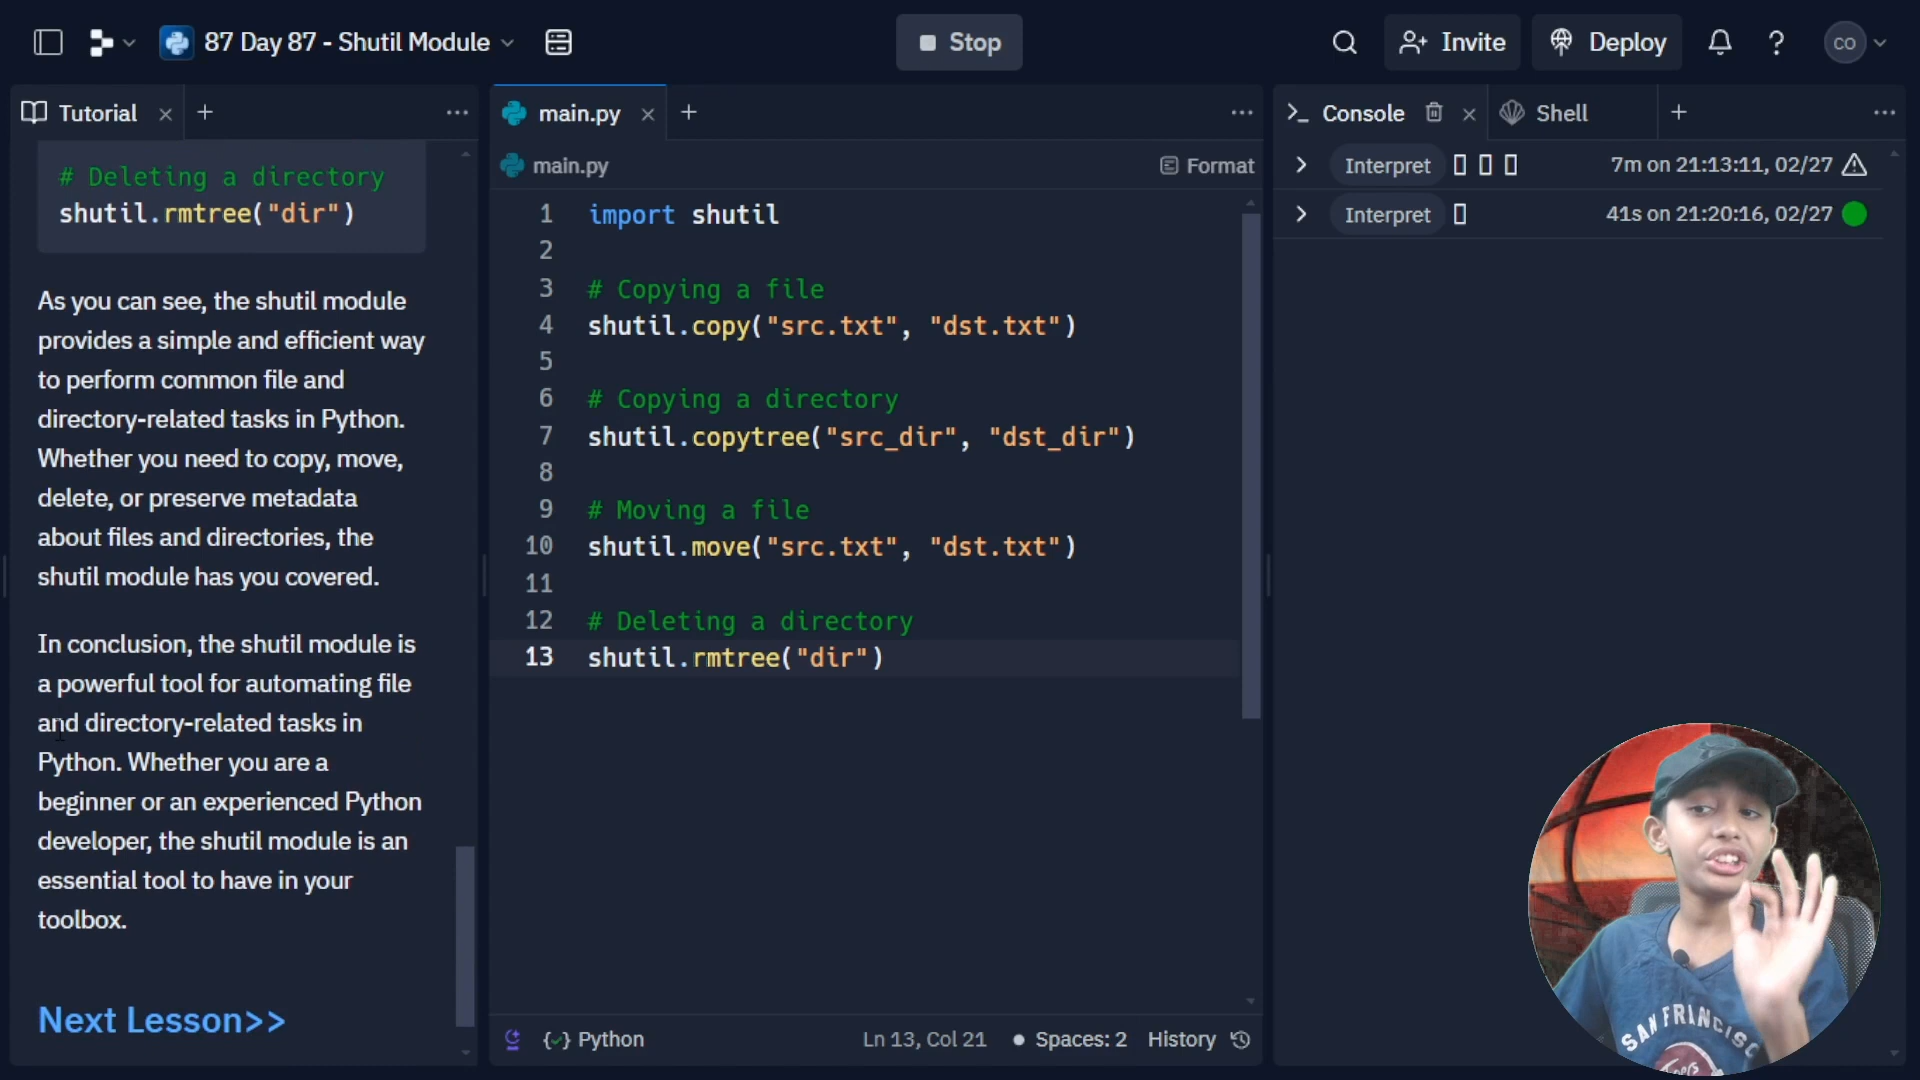 87 Day 87 - Shutil Module
Stop
Invite
Deploy
CO
Tutorial
# Deleting a directory
shutil.rmtree("dir")
As you can see, the shutil module
provides a simple and efficient way
to perform common file and
directory-related tasks in Python.
Whether you need to copy, move,
delete, or preserve metadata
about files and directories, the
shutil module has you covered.
In conclusion, the shutil module is
a powerful tool for automating file
and directory-related tasks in
Python. Whether you are a
beginner or an experienced Python
developer, the shutil module is an
essential tool to have in your
toolbox.
Next Lesson>>
main.py
main.py
Format
1 import shutil
2
3 # Copying a file
4 shutil.copy("src.txt", "dst.txt")
5
6 # Copying a directory
7 shutil.copytree("src_dir", "dst_dir")
8
9 # Moving a file
10 shutil.move("src.txt", "dst.txt")
11
12 # Deleting a directory
13 shutil.rmtree("dir")
Python
Ln 13, Col 21
Spaces: 2
History
Console
Shell
Interpret
7m on 21:13:11, 02/27
Interpret
41s on 21:20:16, 02/27
SAN FRANCISC